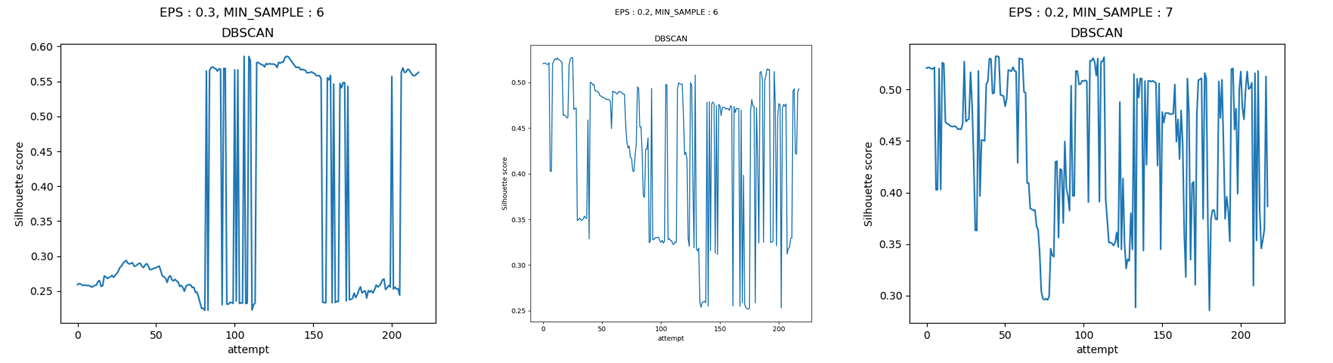 EPS : 0.3, MIN_SAMPLE : 6
DBSCAN
0.60
0.55
0.50
0.45
0.40
0.35
0.30
0.25
Silhouette score
0
50
100
150
200
attempt
EPS : 0.2, MIN_SAMPLE : 6
DBSCAN
0.50
0.45
0.40
0.35
0.30
0.25
Silhouette score
0
50
100
150
200
attempt
EPS : 0.2, MIN_SAMPLE : 7
DBSCAN
0.50
0.45
0.40
0.35
0.30
Silhouette score
0
50
100
150
200
attempt